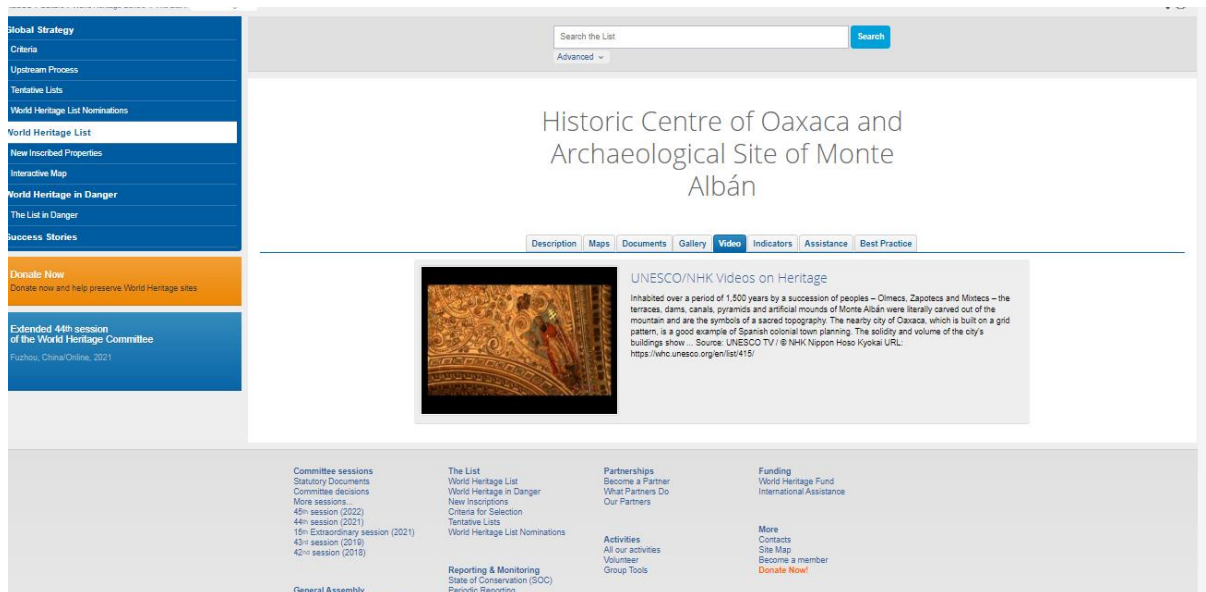 Global Strategy
Criteria
Upstream Process
Tentative Lists
World Heritage List Nominations
World Heritage List
New Inscribed Properties
Interactive Map
World Heritage in Danger
The List in Danger
Success Stories
Donate Now
Donate now and help preserve World Heritage sites
Extended 44th session
of the World Heritage Committee
Fuzhou, China/Online, 2021
Search the List
Search
Advanced
Historic Centre of Oaxaca and
Archaeological Site of Monte
Albán
Description Maps Documents Gallery Video Indicators Assistance Best Practice
UNESCO/NHK Videos on Heritage
Inhabited over a period of 1,500 years by a succession of peoples – Olmecs, Zapotecs and Mixtecs – the
terraces, dams, canals, pyramids and artificial mounds of Monte Albán were literally carved out of the
mountain and are the symbols of a sacred topography. The nearby city of Oaxaca, which is built on a grid
pattern, is a good example of Spanish colonial town planning. The solidity and volume of the city's
buildings show ... Source: UNESCO TV / © NHK Nippon Hoso Kyokai URL:
https://whc.unesco.org/en/list/415/
Committee sessions
Statutory Documents
Committee decisions
More sessions...
45th session (2022)
44th session (2021)
15th Extraordinary session (2021)
43rd session (2019)
42nd session (2018)
General Assembly
The List
World Heritage List
World Heritage in Danger
New Inscriptions
Criteria for Selection
Tentative Lists
World Heritage List Nominations
Reporting & Monitoring
State of Conservation (SOC)
Periodic Reporting
Partnerships
Become a Partner
What Partners Do
Our Partners
Activities
All our activities
Volunteer
Group Tools
Funding
World Heritage Fund
International Assistance
More
Contacts
Site Map
Become a member
Donate Now!